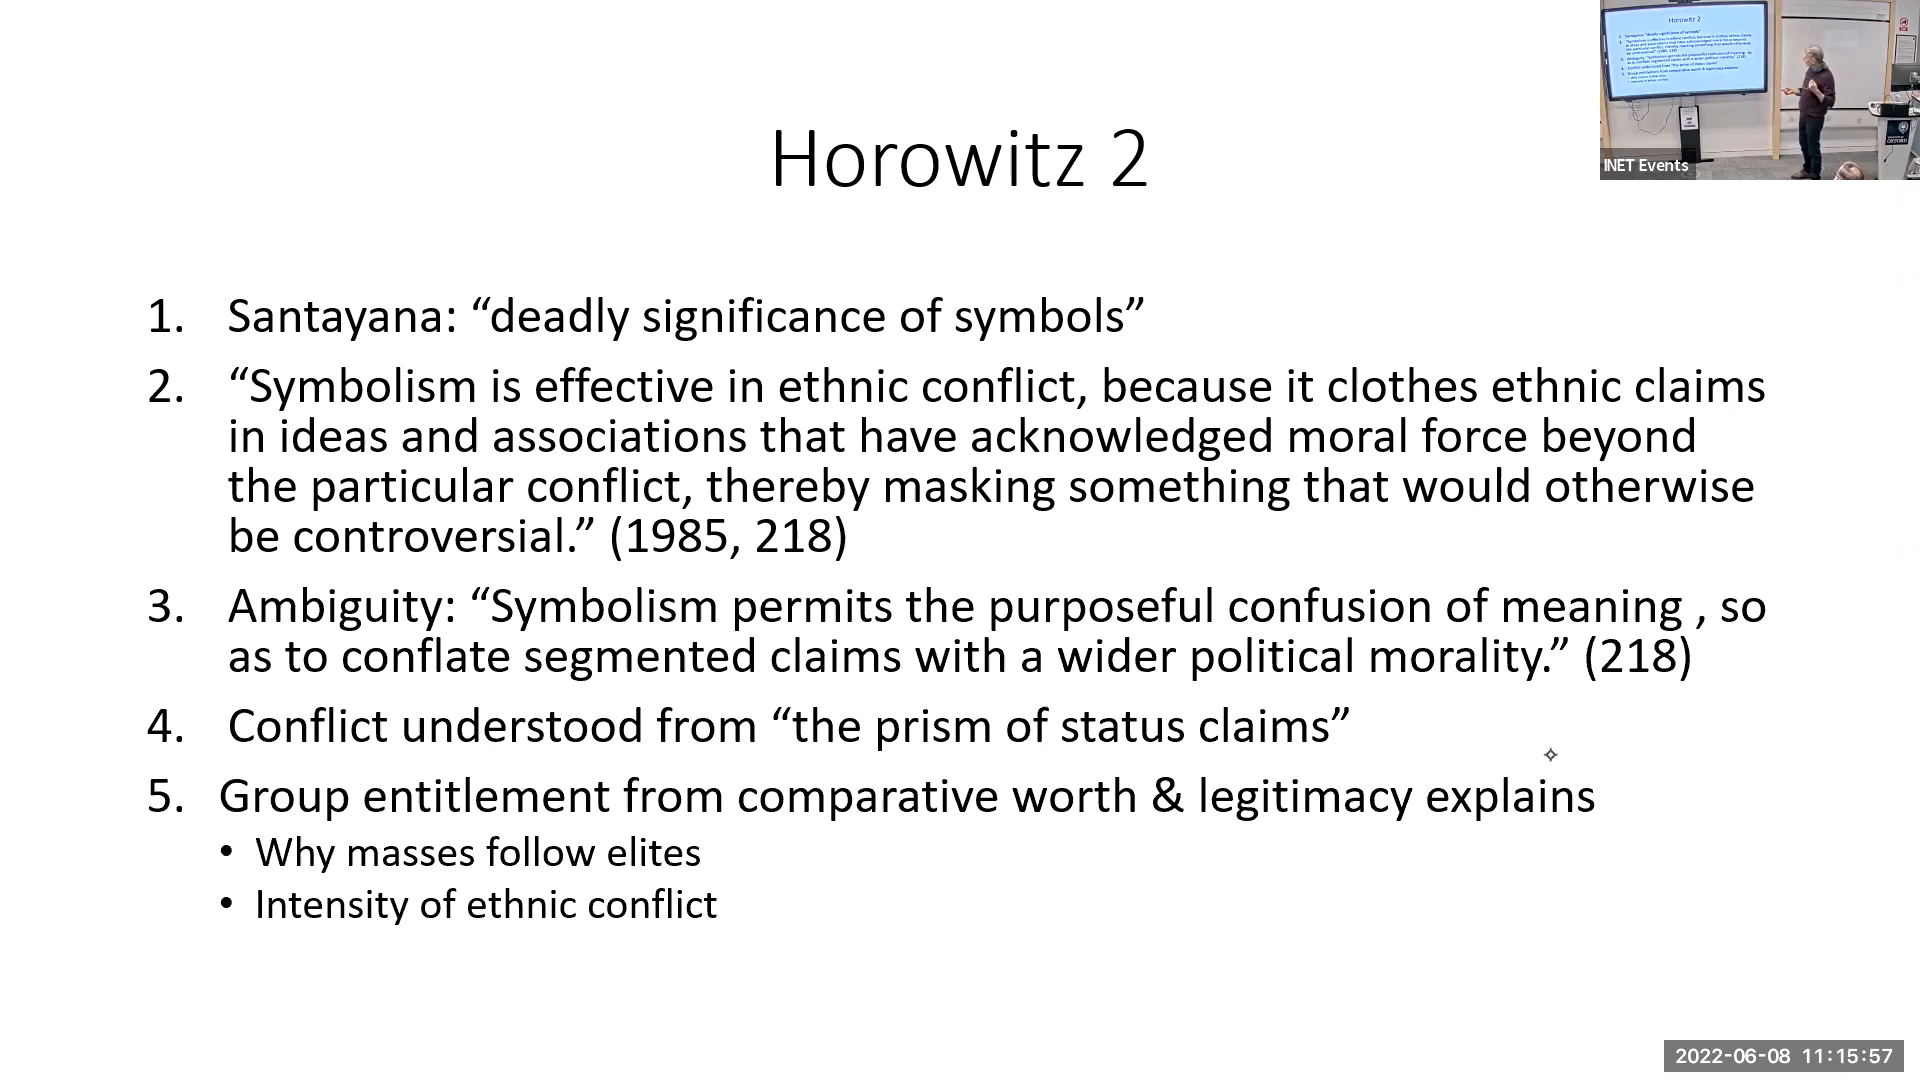 Horowitz 2
INET Events
1. Santayana: “deadly significance of symbols”
2. “Symbolism is effective in ethnic conflict, because it clothes ethnic claims
in ideas and associations that have acknowledged moral force beyond
the particular conflict, thereby masking something that would otherwise
be controversial.” (1985, 218)
3. Ambiguity: “Symbolism permits the purposeful confusion of meaning , so
as to conflate segmented claims with a wider political morality.” (218)
4. Conflict understood from “the prism of status claims”
5. Group entitlement from comparative worth & legitimacy explains
• Why masses follow elites
• Intensity of ethnic conflict
2022-06-08 11:15:57